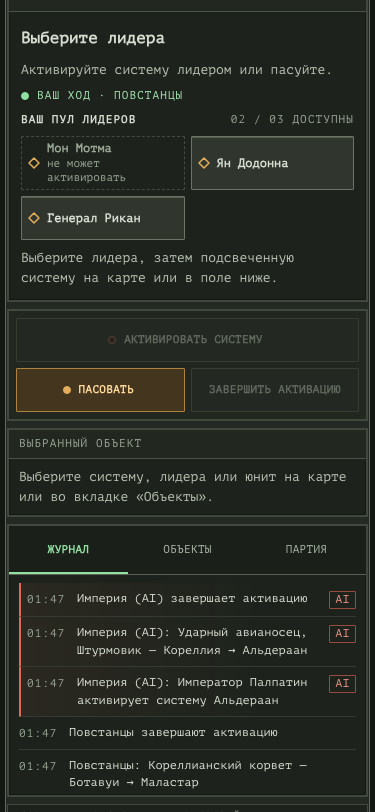 Выберите лидера
Активируйте систему лидером или пасуйте.
ВАШ ХОД · ПОВСТАНЦЫ
ВАШ ПУЛ ЛИДЕРОВ 02 / 03 ДОСТУПНЫ
Мон Мотма
не может
активировать
Ян Додонна
Генерал Рикан
Выберите лидера, затем подсвеченную
систему на карте или в поле ниже.
АКТИВИРОВАТЬ СИСТЕМУ
ПАСОВАТЬ ЗАВЕРШИТЬ АКТИВАЦИЮ
ВЫБРАННЫЙ ОБЪЕКТ
Выберите систему, лидера или юнит на карте
или во вкладке «Объекты».
ЖУРНАЛ ОБЪЕКТЫ ПАРТИЯ
01:47 Империя (AI) завершает активацию AI
01:47 Империя (AI): Ударный авианосец, AI
Штурмовик — Кореллия → Альдераан
01:47 Империя (AI): Император Палпатин AI
активирует систему Альдераан
01:47 Повстанцы завершают активацию
01:47 Повстанцы: Кореллианский корвет —
Ботавуи → Маластар